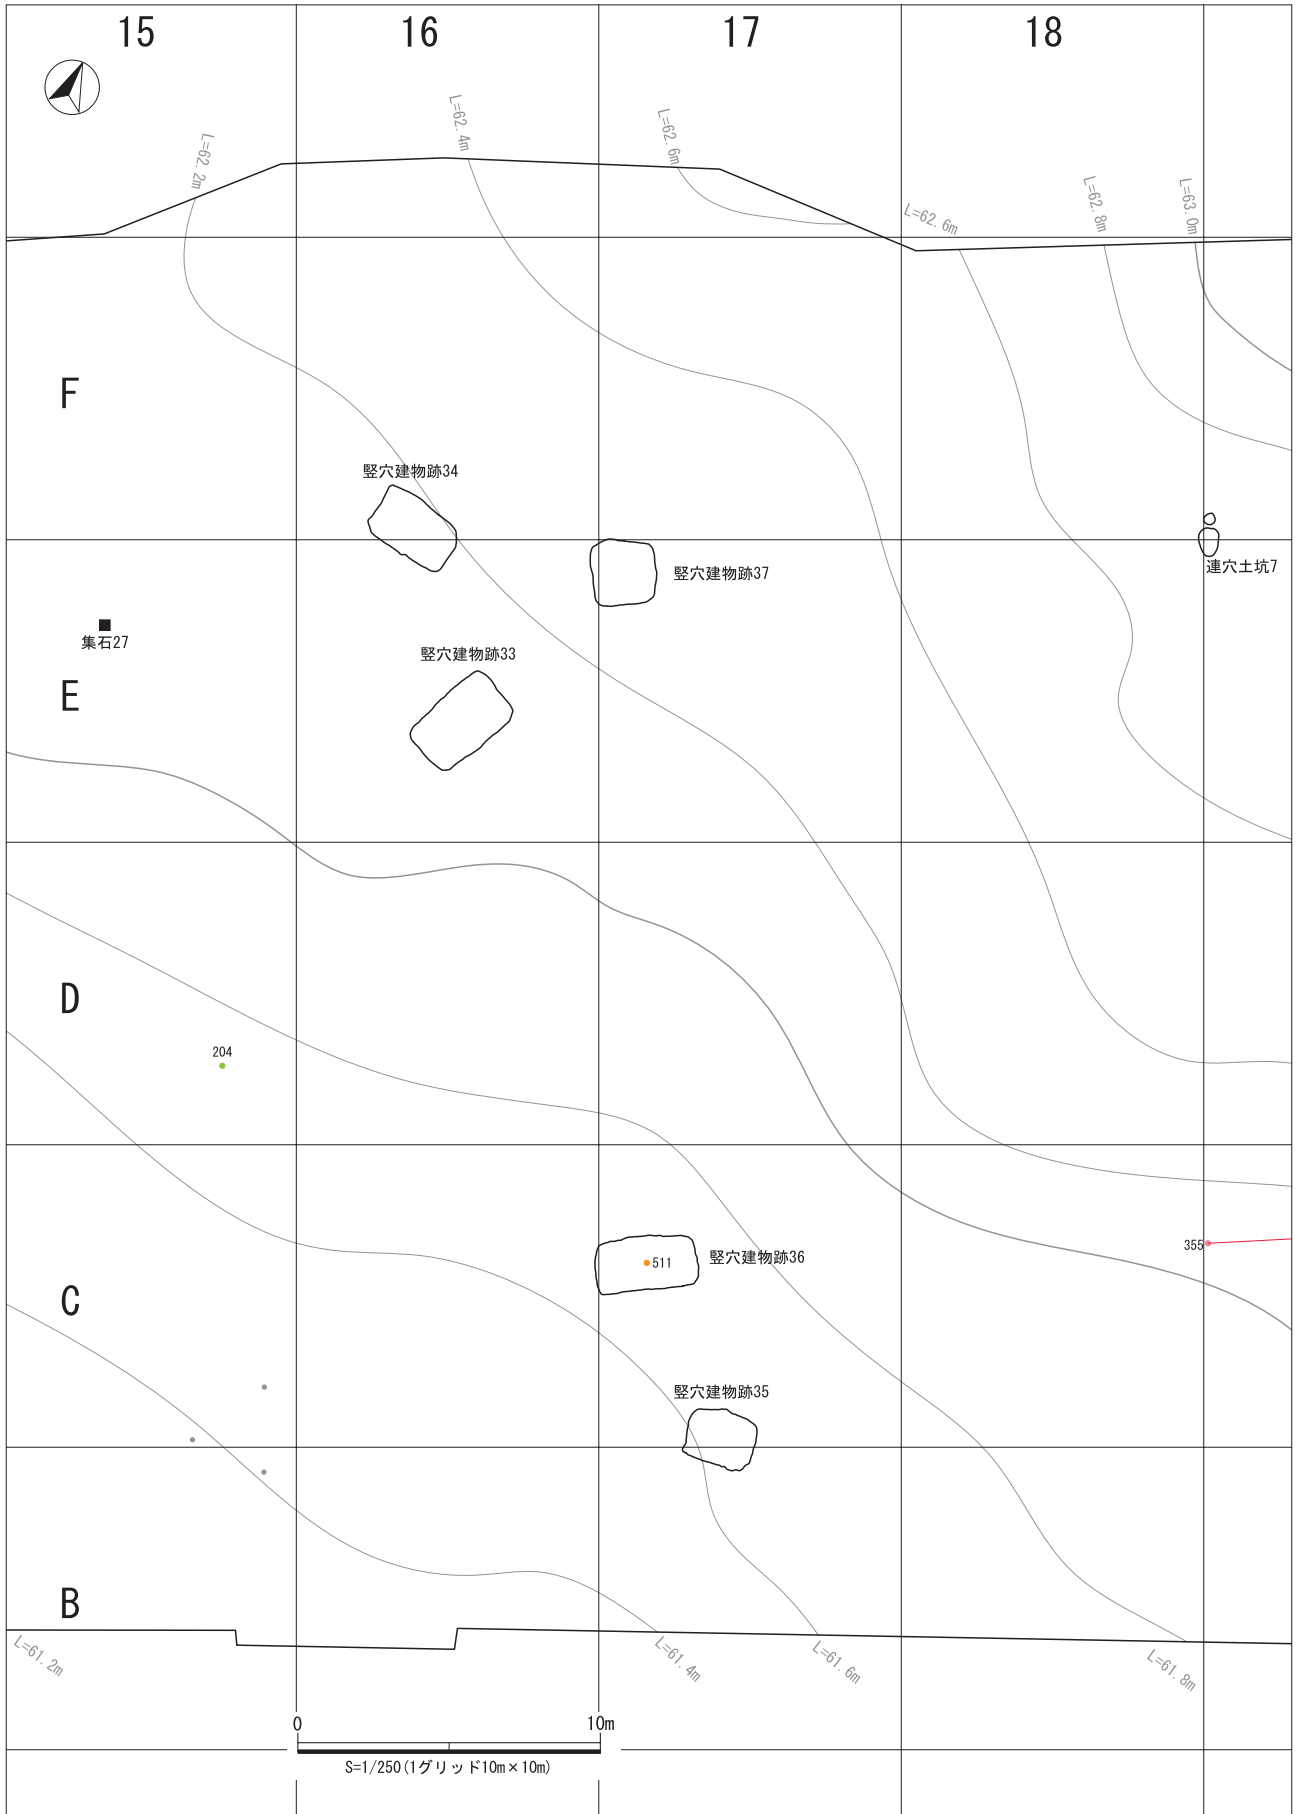 15
16
17
18
L=62.2m
L=62.4m
L=62.6m
L=62.6m
L=62.8m
L=63.0m
F
竪穴建物跡34
竪穴建物跡37
連穴土坑7
集石27
竪穴建物跡33
E
D
204
355
竪穴建物跡36
511
C
竪穴建物跡35
B
L=61.2m
L=61.4m
L=61.6m
L=61.8m
0
10m
S=1/250(1グリッド10m×10m)